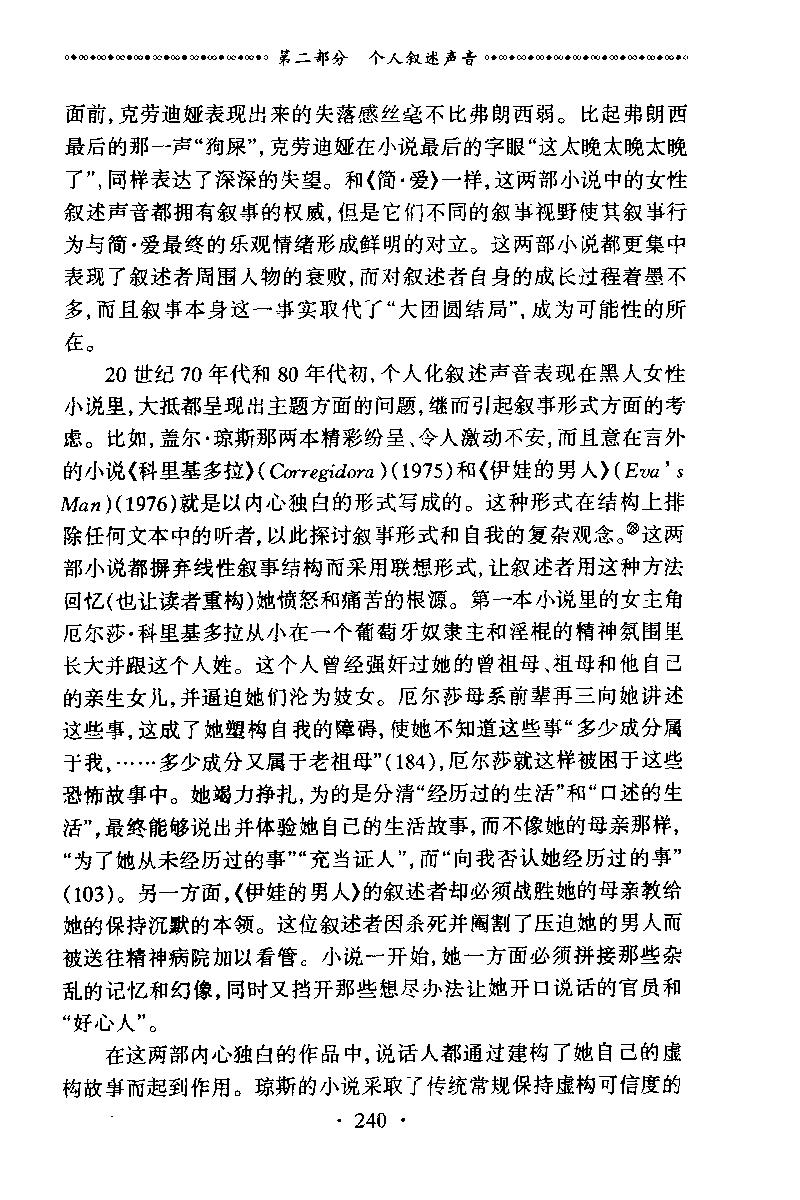 第二部分 个人叙述声音
面前,克劳迪娅表现出来的失落感丝毫不比弗朗西弱。比起弗朗西
最后的那一声“狗屎”,克劳迪娅在小说最后的字眼“这太晚太晚太晚
了”,同样表达了深深的失望。和《简·爱》一样,这两部小说中的女性
叙述声音都拥有叙事的权威,但是它们不同的叙事视野使其叙事行
为与简·爱最终的乐观情绪形成鲜明的对立。这两部小说都更集中
表现了叙述者周围人物的衰败,而对叙述者自身的成长过程着墨不
多,而且叙事本身这一事实取代了“大团圆结局”,成为可能性的所
在。
20世纪70年代和80年代初,个人化叙述声音表现在黑人女性
小说里,大抵都呈现出主题方面的问题,继而引起叙事形式方面的考
虑。比如,盖尔·琼斯那两本精彩纷呈、令人激动不安,而且意在言外
的小说《科里基多拉》(Corregidora)(1975)和《伊娃的男人》(Eva's
Man)(1976)就是以内心独白的形式写成的。这种形式在结构上排
除任何文本中的听者,以此探讨叙事形式和自我的复杂观念。这两
部小说都摒弃线性叙事结构而采用联想形式,让叙述者用这种方法
回忆(也让读者重构)她愤怒和痛苦的根源。第一本小说里的女主角
厄尔莎·科里基多拉从小在一个葡萄牙奴隶主和淫棍的精神氛围里
长大并跟这个人姓。这个人曾经强奸过她的曾祖母、祖母和他自己
的亲生女儿,并逼迫她们沦为妓女。厄尔莎母系前辈再三向她讲述
这些事,这成了她塑构自我的障碍,使她不知道这些事“多少成分属
于我,……多少成分又属于老祖母”(184),厄尔莎就这样被困于这些
恐怖故事中。她竭力挣扎,为的是分清“经历过的生活”和“口述的生
活”,最终能够说出并体验她自己的生活故事,而不像她的母亲那样,
“为了她从未经历过的事”“充当证人”,而“向我否认她经历过的事”
(103)。另一方面,《伊娃的男人》的叙述者却必须战胜她的母亲教给
她的保持沉默的本领。这位叙述者因杀死并阉割了压迫她的男人而
被送往精神病院加以看管。小说一开始,她一方面必须拼接那些杂
乱的记忆和幻像,同时又挡开那些想尽办法让她开口说话的官员和
“好心人”。
在这两部内心独白的作品中,说话人都通过建构了她自己的虚
构故事而起到作用。琼斯的小说采取了传统常规保持虚构可信度的
· 240 ·